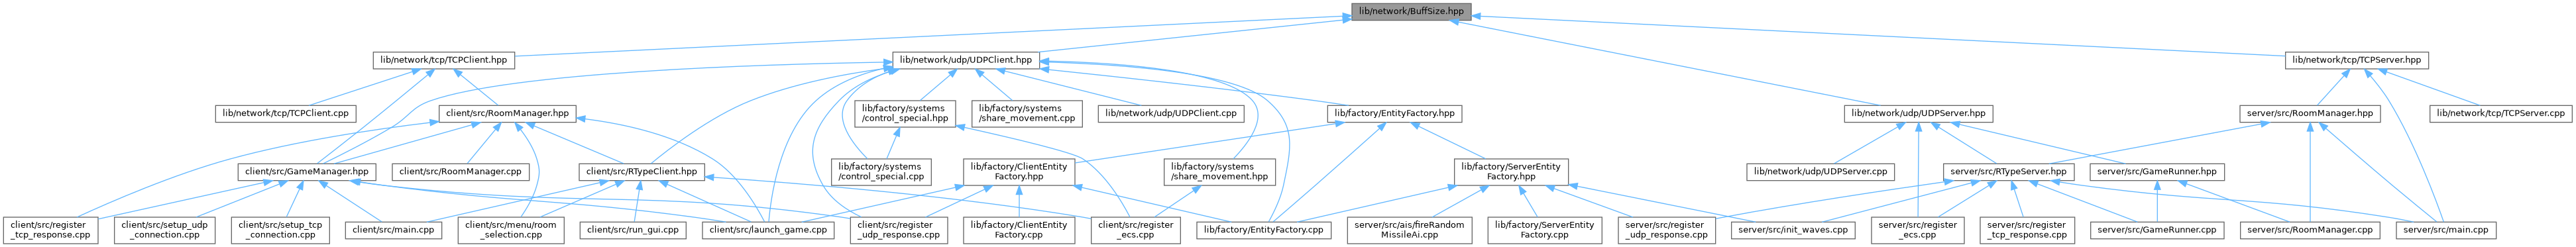 lib/network/BuffSize.hpp
lib/network/tcp/TCPClient.hpp
lib/network/udp/UDPClient.hpp
lib/network/tcp/TCPServer.hpp
lib/network/tcp/TCPClient.cpp
client/src/RoomManager.hpp
lib/factory/systems
/control_special.hpp
lib/factory/systems
/share_movement.cpp
lib/network/udp/UDPClient.cpp
lib/factory/EntityFactory.hpp
lib/network/udp/UDPServer.hpp
server/src/RoomManager.hpp
lib/network/tcp/TCPServer.cpp
client/src/GameManager.hpp
client/src/RoomManager.cpp
client/src/RTypeClient.hpp
lib/factory/systems
/control_special.cpp
lib/factory/ClientEntity
Factory.hpp
lib/factory/systems
/share_movement.hpp
lib/factory/ServerEntity
Factory.hpp
lib/network/udp/UDPServer.cpp
server/src/RTypeServer.hpp
server/src/GameRunner.hpp
client/src/register
_tcp_response.cpp
client/src/setup_udp
_connection.cpp
client/src/setup_tcp
_connection.cpp
client/src/main.cpp
client/src/menu/room
_selection.cpp
client/src/run_gui.cpp
client/src/launch_game.cpp
client/src/register
_udp_response.cpp
lib/factory/ClientEntity
Factory.cpp
client/src/register
_ecs.cpp
lib/factory/EntityFactory.cpp
server/src/ais/fireRandom
MissileAi.cpp
lib/factory/ServerEntity
Factory.cpp
server/src/register
_udp_response.cpp
server/src/init_waves.cpp
server/src/register
_ecs.cpp
server/src/register
_tcp_response.cpp
server/src/GameRunner.cpp
server/src/RoomManager.cpp
server/src/main.cpp